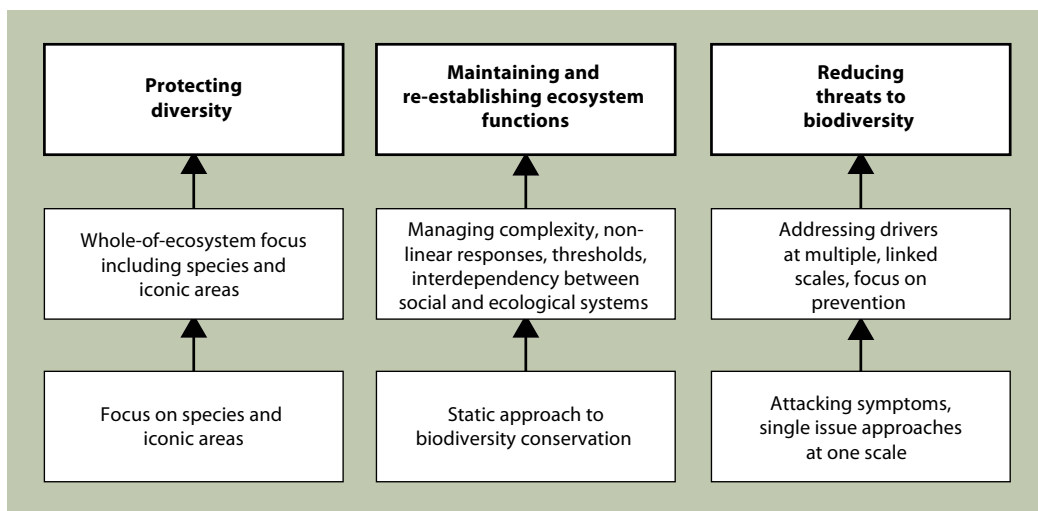 Protecting
diversity
Maintaining and
re-establishing ecosystem
functions
Reducing
threats to
biodiversity
Whole-of-ecosystem focus
including species and
iconic areas
Managing complexity, non-
linear responses, thresholds,
interdependency between
social and ecological systems
Addressing drivers
at multiple, linked
scales, focus on
prevention
Focus on species and
iconic areas
Static approach to
biodiversity conservation
Attacking symptoms,
single issue approaches
at one scale